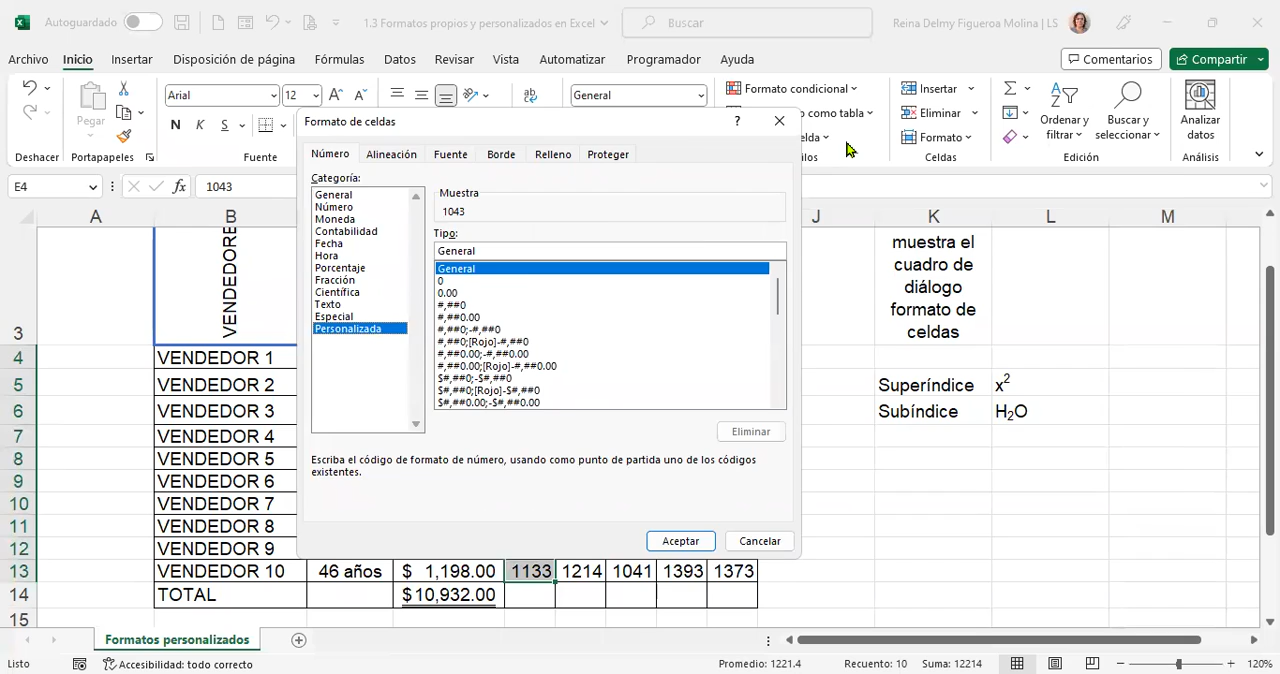 Autoguardado
1.3 Formatos propios y personalizados en Excel
Buscar
Reina Delmy Figueroa Molina | LS
Archivo Inicio Insertar Disposición de página Fórmulas Datos Revisar Vista Automatizar Programador Ayuda
Comentarios
Compartir
Pegar
Arial 12
General
N K S
ab
Formato condicional
o como tabla
elda
Insertar
Eliminar
Formato
Ordenar y
filtrar
Buscar y
seleccionar
Analizar
datos
Deshacer Portapapeles Fuente
los Celdas Edición Análisis
E4
fx 1043
A B J K L M
Formato de celdas
Número Alineación Fuente Borde Relleno Proteger
Categoría:
General
Número
Moneda
Contabilidad
Fecha
Hora
Porcentaje
Fracción
Científica
Texto
Especial
Personalizada
Muestra
1043
Tipo:
General
General
0
0.00
#,##0
#,##0.00
#,##0;-#,##0
#,##0;[Rojo]-#,##0
#,##0.00;-#,##0.00
#,##0.00;[Rojo]-#,##0.00
$#,##0;-$#,##0
$#,##0;[Rojo]-$#,##0
$#,##0.00;-$#,##0.00
Eliminar
Escriba el código de formato de número, usando como punto de partida uno de los códigos
existentes.
Aceptar Cancelar
VENDEDORE
muestra el
cuadro de
diálogo
formato de
celdas
3
4 VENDEDOR 1
5 VENDEDOR 2 Superíndice x²
6 VENDEDOR 3 Subíndice H₂O
7 VENDEDOR 4
8 VENDEDOR 5
9 VENDEDOR 6
10 VENDEDOR 7
11 VENDEDOR 8
12 VENDEDOR 9
13 VENDEDOR 10 46 años $ 1,198.00 1133 1214 1041 1393 1373
14 TOTAL $10,932.00
15
Formatos personalizados
Listo Accesibilidad: todo correcto Promedio: 1221.4 Recuento: 10 Suma: 12214 120%